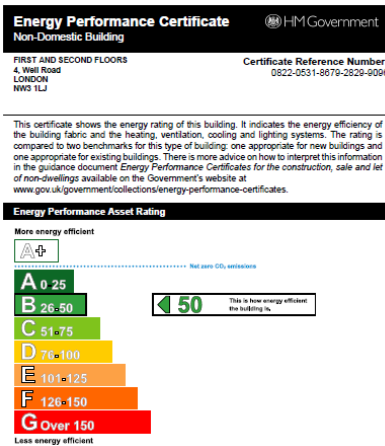 Energy Performance Certificate
HM Government
Non-Domestic Building
FIRST AND SECOND FLOORS
4, Well Road
LONDON
NW3 1LJ
Certificate Reference Number
0822-0531-8679-2829-9096
This certificate shows the energy rating of this building. It indicates the energy efficiency of
the building fabric and the heating, ventilation, cooling and lighting systems. The rating is
compared to two benchmarks for this type of building: one appropriate for new buildings and
one appropriate for existing buildings. There is more advice on how to interpret this information
in the guidance document Energy Performance Certificates for the construction, sale and let
of non-dwellings available on the Government's website at
www.gov.uk/government/collections/energy-performance-certificates.
Energy Performance Asset Rating
More energy efficient
A+
Net zero CO₂ emissions
A 0-25
B 26-50
50
This is how energy efficient
the building is.
C 51-75
D 76-100
E 101-125
F 126-150
G Over 150
Less energy efficient